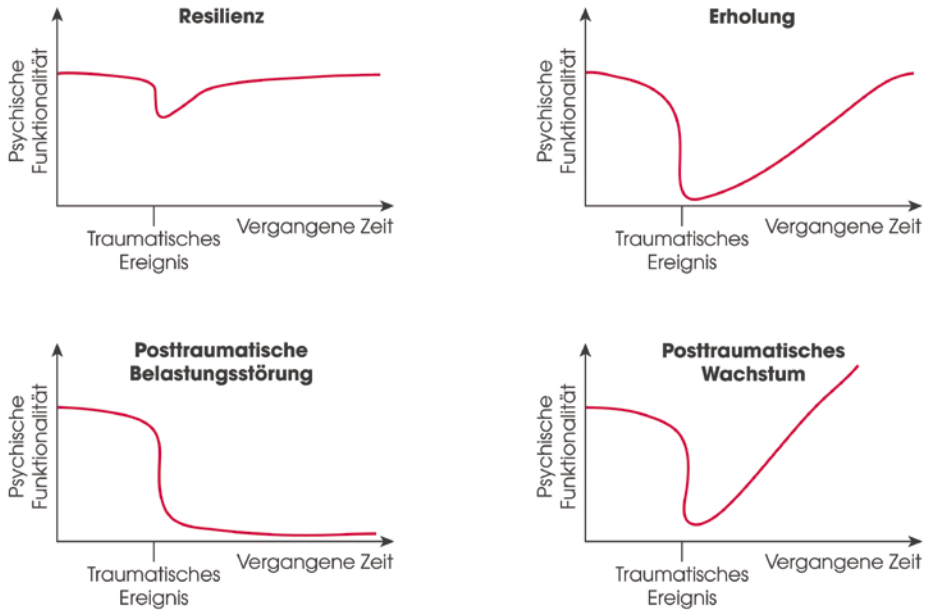 Resilienz
Psychische
Funktionalität
Traumatisches
Ereignis
Vergangene Zeit
Erholung
Psychische
Funktionalität
Traumatisches
Ereignis
Vergangene Zeit
Posttraumatische
Belastungsstörung
Psychische
Funktionalität
Traumatisches
Ereignis
Vergangene Zeit
Posttraumatisches
Wachstum
Psychische
Funktionalität
Traumatisches
Ereignis
Vergangene Zeit